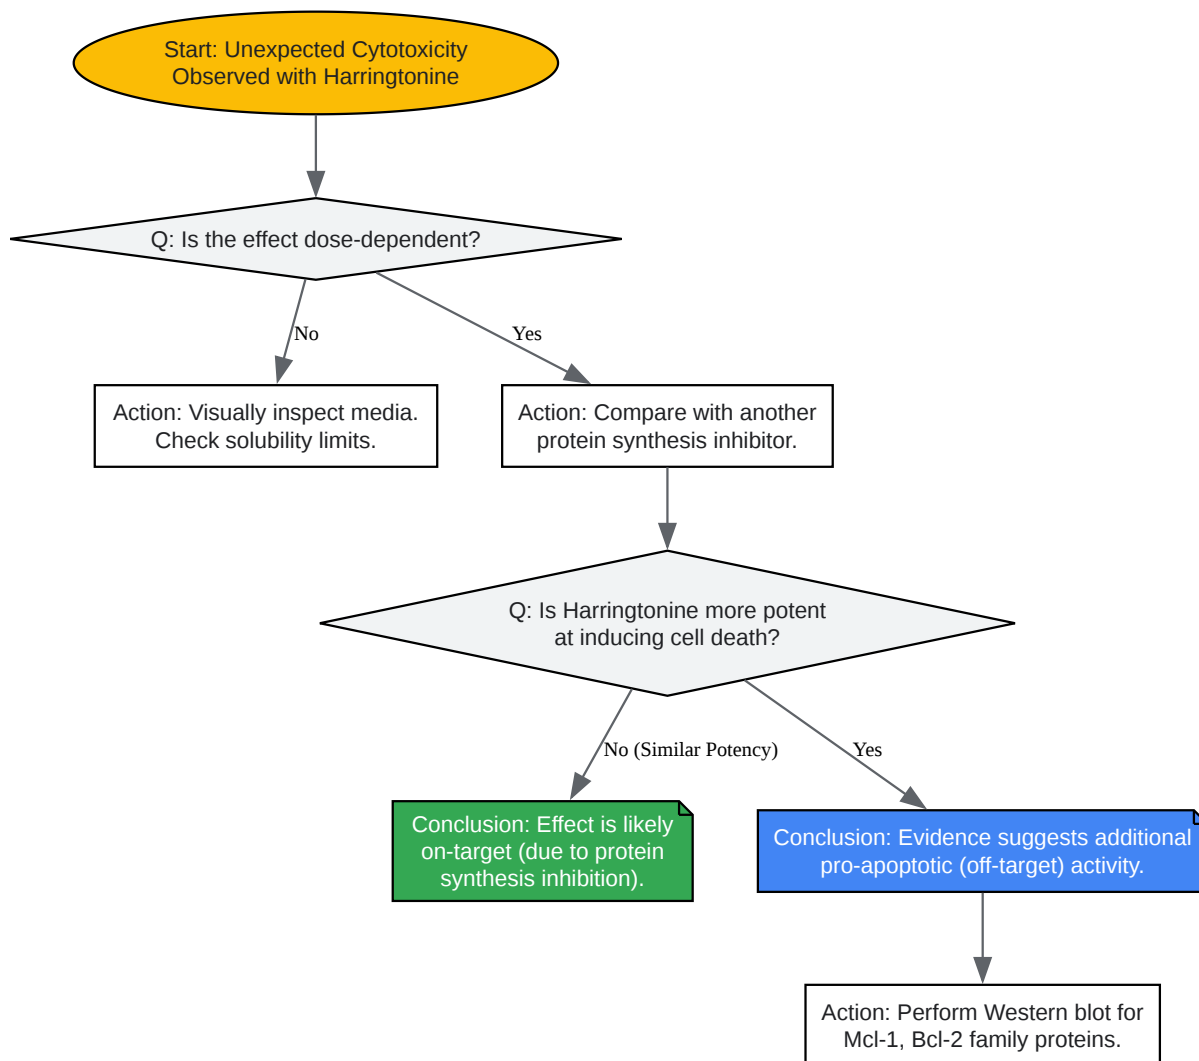 Start: Unexpected Cytotoxicity
Observed with Harringtonine
Q: Is the effect dose-dependent?
No
Yes
Action: Visually inspect media.
Check solubility limits.
Action: Compare with another
protein synthesis inhibitor.
Q: Is Harringtonine more potent
at inducing cell death?
No (Similar Potency)
Yes
Conclusion: Effect is likely
on-target (due to protein
synthesis inhibition).
Conclusion: Evidence suggests additional
pro-apoptotic (off-target) activity.
Action: Perform Western blot for
Mcl-1, Bcl-2 family proteins.